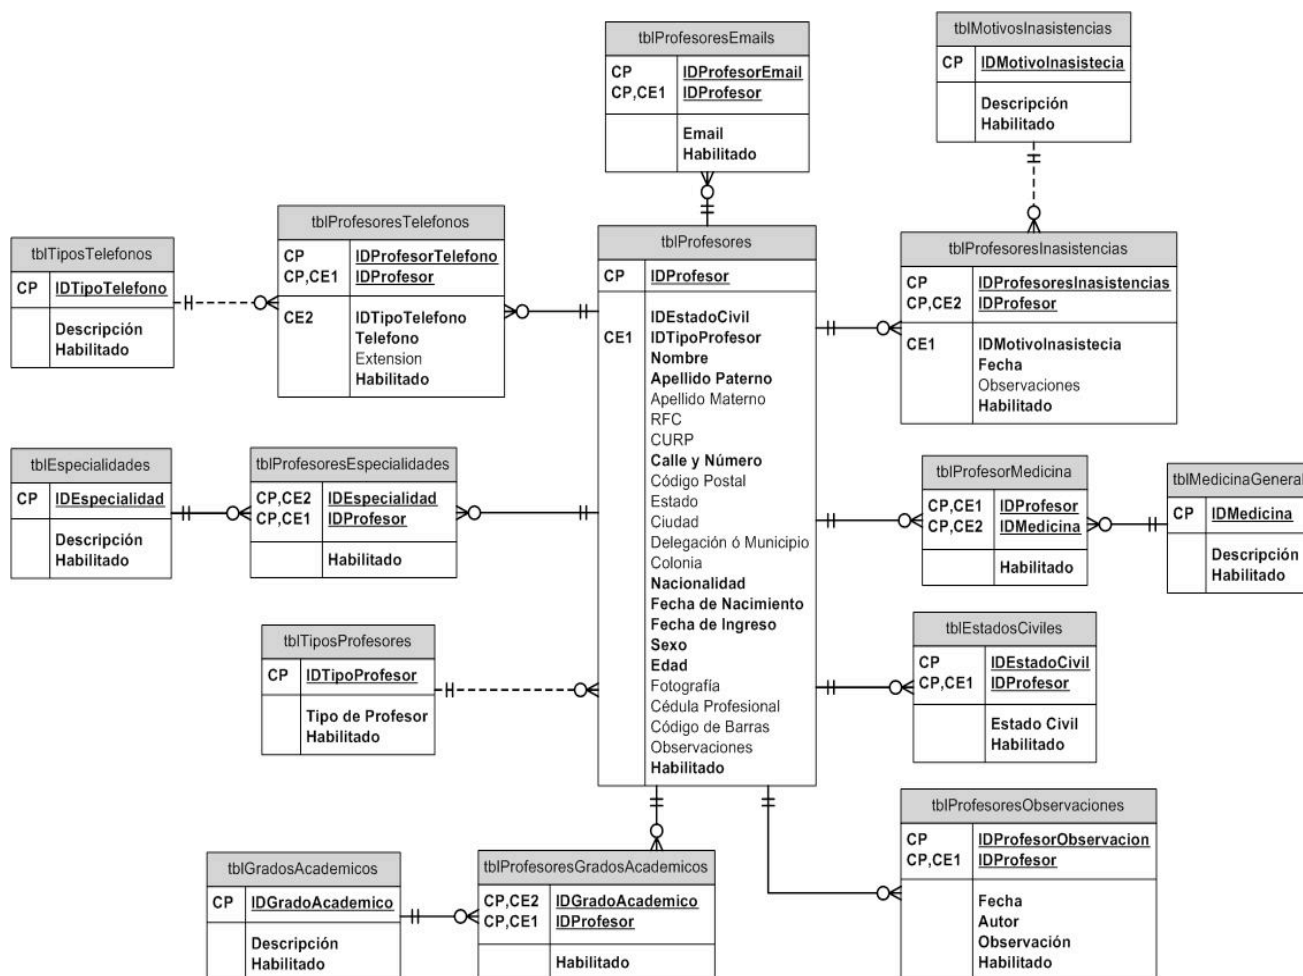 tblProfesoresEmails
CP IDProfesorEmail
CP,CE1 IDProfesor
Email
Habilitado
tblMotivosInasistencias
CP IDMotivoInasistecia
Descripción
Habilitado
tblTiposTelefonos
CP IDTipoTelefono
Descripción
Habilitado
tblProfesoresTelefonos
CP IDProfesorTelefono
CP,CE1 IDProfesor
CE2 IDTipoTelefono
Telefono
Extension
Habilitado
tblProfesores
CP IDProfesor
IDEstadoCivil
CE1 IDTipoProfesor
Nombre
Apellido Paterno
Apellido Materno
RFC
CURP
Calle y Número
Código Postal
Estado
Ciudad
Delegación ó Municipio
Colonia
Nacionalidad
Fecha de Nacimiento
Fecha de Ingreso
Sexo
Edad
Fotografía
Cédula Profesional
Código de Barras
Observaciones
Habilitado
tblProfesoresInasistencias
CP IDProfesoresInasistencias
CP,CE2 IDProfesor
CE1 IDMotivoInasistecia
Fecha
Observaciones
Habilitado
tblEspecialidades
CP IDEspecialidad
Descripción
Habilitado
tblProfesoresEspecialidades
CP,CE2 IDEspecialidad
CP,CE1 IDProfesor
Habilitado
tblProfesorMedicina
CP,CE1 IDProfesor
CP,CE2 IDMedicina
Habilitado
tblMedicinaGeneral
CP IDMedicina
Descripción
Habilitado
tblTiposProfesores
CP IDTipoProfesor
Tipo de Profesor
Habilitado
tblEstadosCiviles
CP IDEstadoCivil
CP,CE1 IDProfesor
Estado Civil
Habilitado
tblGradosAcademicos
CP IDGradoAcademico
Descripción
Habilitado
tblProfesoresGradosAcademicos
CP,CE2 IDGradoAcademico
CP,CE1 IDProfesor
Habilitado
tblProfesoresObservaciones
CP IDProfesorObservacion
CP,CE1 IDProfesor
Fecha
Autor
Observación
Habilitado